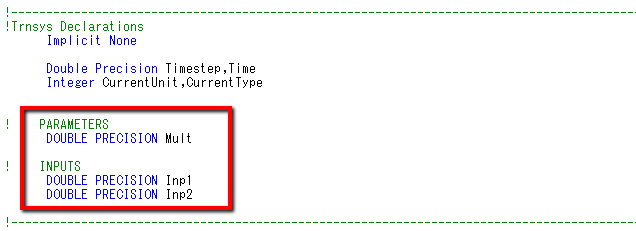 !-----------------------------------------------------------------------------------------
!Trnsys Declarations
Implicit None
Double Precision Timestep,Time
Integer CurrentUnit,CurrentType
! PARAMETERS
DOUBLE PRECISION Mult
! INPUTS
DOUBLE PRECISION Inp1
DOUBLE PRECISION Inp2
!-----------------------------------------------------------------------------------------